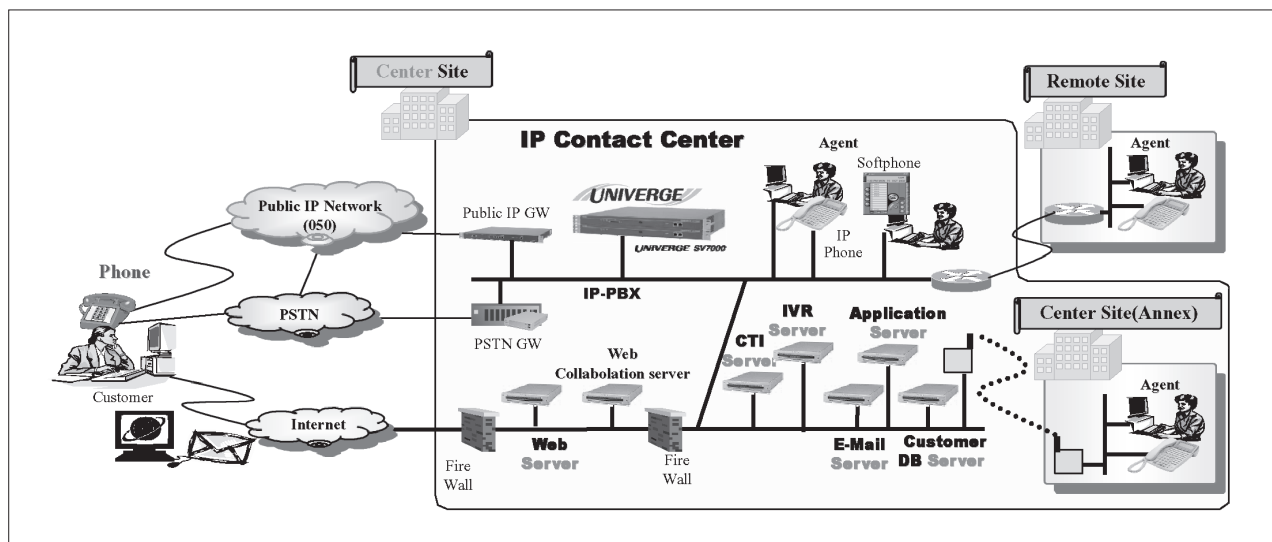 Center Site
Remote Site
IP Contact Center
Agent
Softphone
Agent
UNIVERGE
Public IP Network
(050)
Public IP GW
UNIVERGE SV7000
IP
Phone
Phone
IP-PBX
PSTN
PSTN GW
IVR
Server
Application
Server
Center Site(Annex)
CTI
Server
Web
Collabolation server
Customer
Agent
Internet
Fire
Wall
Web
Server
Fire
Wall
E-Mail
Server
Customer
DB Server